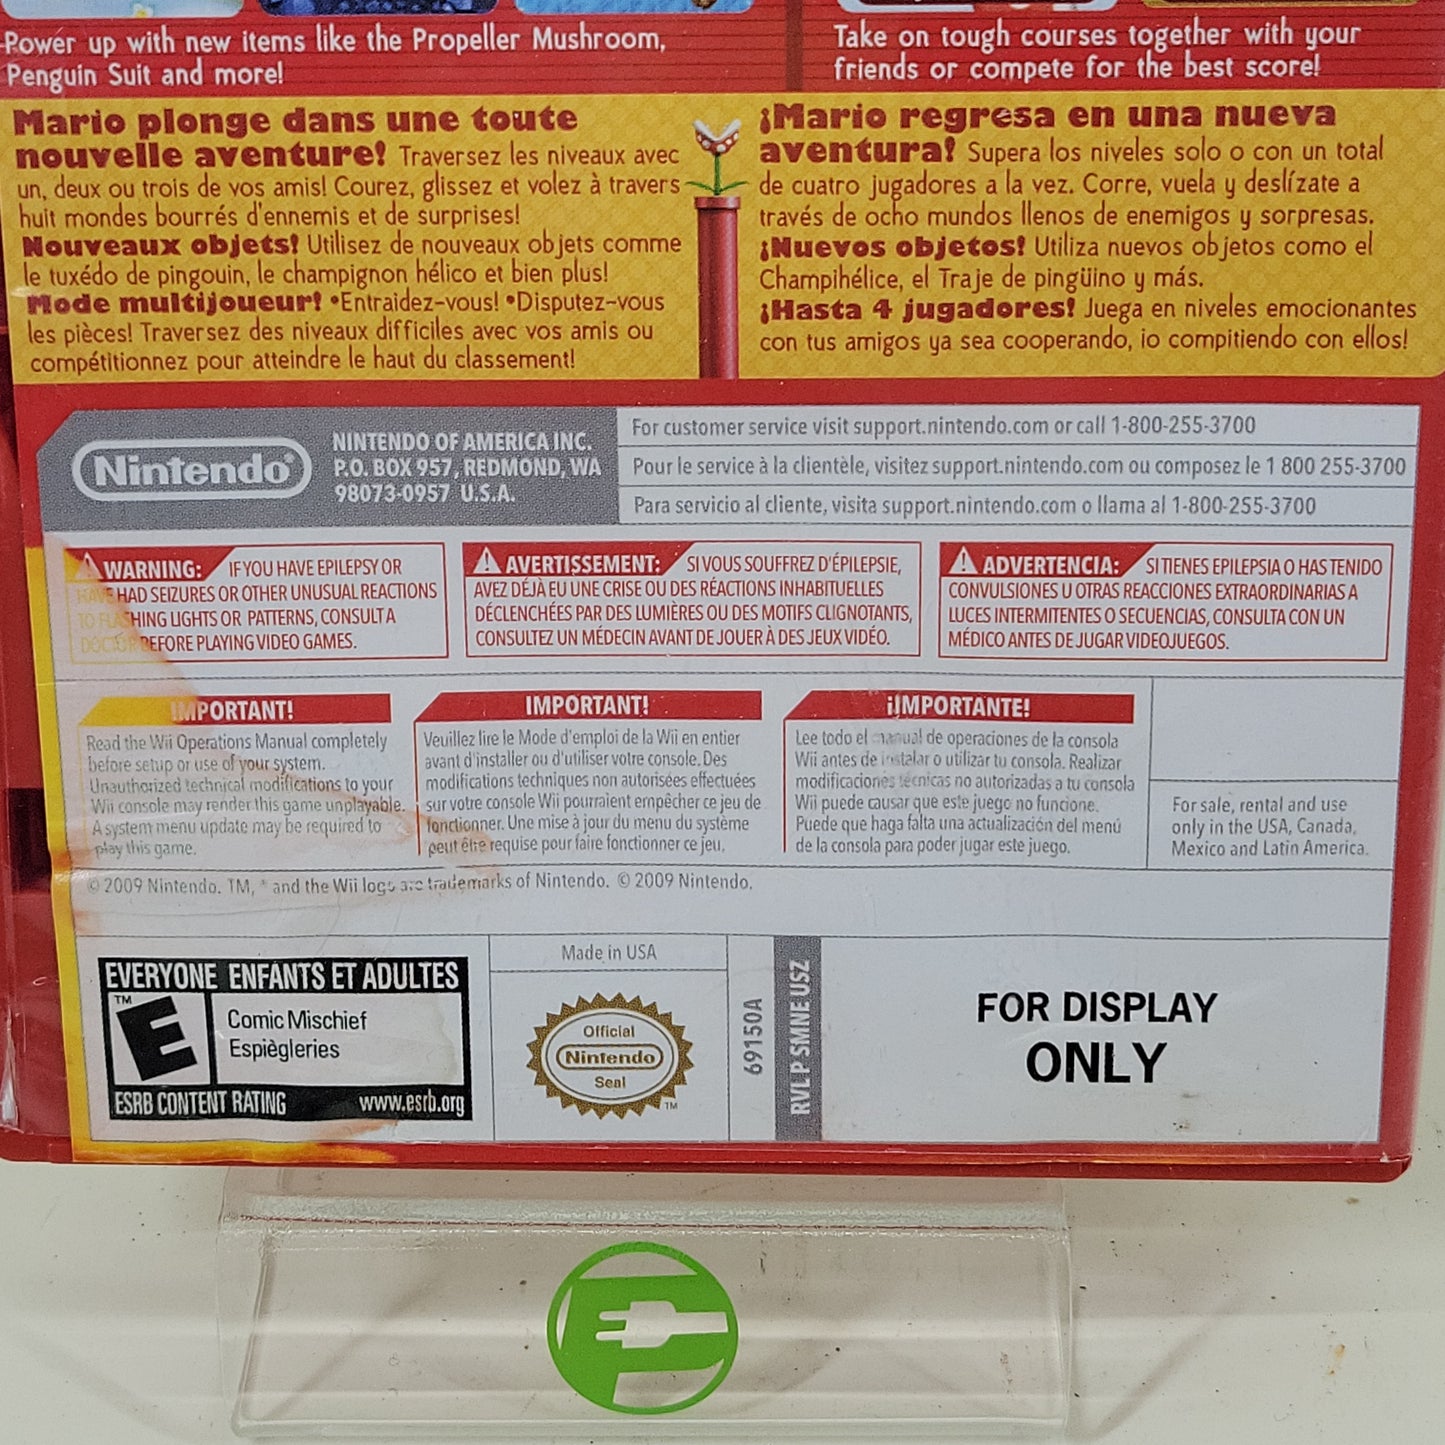 Power up with new items like the Propeller Mushroom,
Penguin Suit and more!
Take on tough courses together with your
friends or compete for the best score!
Mario plonge dans une toute
nouvelle aventure! Traversez les niveaux avec
un, deux ou trois de vos amis! Courez, glissez et volez à travers
huit mondes bourrés d'ennemis et de surprises!
Nouveaux objets! Utilisez de nouveaux objets comme
le tuxédo de pingouin, le champignon hélico et bien plus!
Mode multijoueur! •Entraidez-vous! •Disputez-vous
les pièces! Traversez des niveaux difficiles avec vos amis ou
compétitionnez pour atteindre le haut du classement!
¡Mario regresa en una nueva
aventura! Supera los niveles solo o con un total
de cuatro jugadores a la vez. Corre, vuela y deslízate a
través de ocho mundos llenos de enemigos y sorpresas.
¡Nuevos objetos! Utiliza nuevos objetos como el
Champihélice, el Traje de pingüino y más.
¡Hasta 4 jugadores! Juega en niveles emocionantes
con tus amigos ya sea cooperando, ¡o compitiendo con ellos!
Nintendo®
NINTENDO OF AMERICA INC.
P.O. BOX 957, REDMOND, WA
98073-0957 U.S.A.
For customer service visit support.nintendo.com or call 1-800-255-3700
Pour le service à la clientèle, visitez support.nintendo.com ou composez le 1 800 255-3700
Para servicio al cliente, visita support.nintendo.com o llama al 1-800-255-3700
WARNING: IF YOU HAVE EPILEPSY OR
HAVE HAD SEIZURES OR OTHER UNUSUAL REACTIONS
TO FLASHING LIGHTS OR PATTERNS, CONSULT A
DOCTOR BEFORE PLAYING VIDEO GAMES.
AVERTISSEMENT: SI VOUS SOUFFREZ D'ÉPILEPSIE,
AVEZ DÉJÀ EU UNE CRISE OU DES RÉACTIONS INHABITUELLES
DÉCLENCHÉES PAR DES LUMIÈRES OU DES MOTIFS CLIGNOTANTS,
CONSULTEZ UN MÉDECIN AVANT DE JOUER À DES JEUX VIDÉO.
ADVERTENCIA: SI TIENES EPILEPSIA O HAS TENIDO
CONVULSIONES U OTRAS REACCIONES EXTRAORDINARIAS A
LUCES INTERMITENTES O SECUENCIAS, CONSULTA CON UN
MÉDICO ANTES DE JUGAR VIDEOJUEGOS.
IMPORTANT!
Read the Wii Operations Manual completely
before setup or use of your system.
Unauthorized technical modifications to your
Wii console may render this game unplayable.
A system menu update may be required to
play this game.
IMPORTANT!
Veuillez lire le Mode d'emploi de la Wii en entier
avant d'installer ou d'utiliser votre console. Des
modifications techniques non autorisées effectuées
sur votre console Wii pourraient empêcher ce jeu de
fonctionner. Une mise à jour du menu du système
peut être requise pour faire fonctionner ce jeu.
¡IMPORTANTE!
Lee todo el manual de operaciones de la consola
Wii antes de instalar o utilizar tu consola. Realizar
modificaciones técnicas no autorizadas a tu consola
Wii puede causar que este juego no funcione.
Puede que haga falta una actualización del menú
de la consola para poder jugar este juego.
For sale, rental and use
only in the USA, Canada,
Mexico and Latin America.
© 2009 Nintendo. TM, ® and the Wii logo are trademarks of Nintendo. © 2009 Nintendo.
EVERYONE ENFANTS ET ADULTES
TM
E
Comic Mischief
Espiègleries
ESRB CONTENT RATING www.esrb.org
Made in USA
Official
Nintendo
Seal
TM
69150A
RVL P SMNE USZ
FOR DISPLAY
ONLY